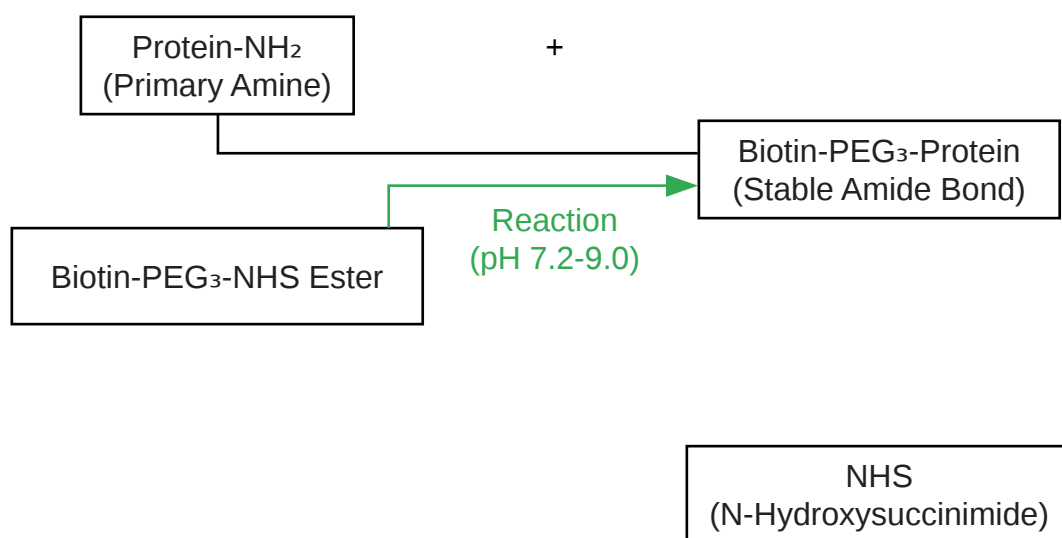 Protein-NH₂
(Primary Amine)
+
Biotin-PEG₃-Protein
(Stable Amide Bond)
Reaction
(pH 7.2-9.0)
Biotin-PEG₃-NHS Ester
NHS
(N-Hydroxysuccinimide)